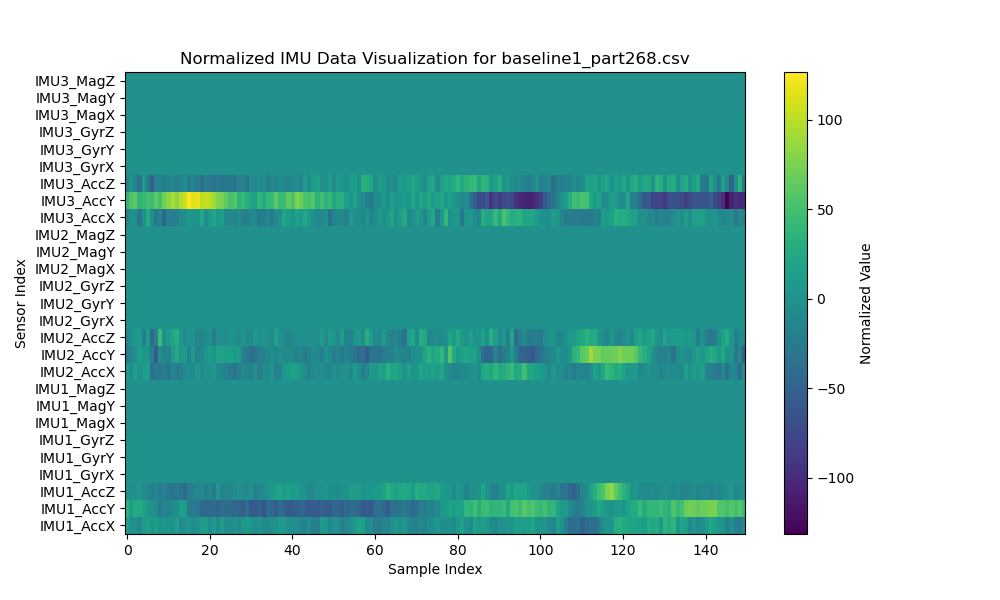 Normalized IMU Data Visualization for baseline1_part268.csv
IMU3_MagZ
IMU3_MagY
IMU3_MagX
IMU3_GyrZ
IMU3_GyrY
IMU3_GyrX
IMU3_AccZ
IMU3_AccY
IMU3_AccX
IMU2_MagZ
IMU2_MagY
IMU2_MagX
IMU2_GyrZ
IMU2_GyrY
IMU2_GyrX
IMU2_AccZ
IMU2_AccY
IMU2_AccX
IMU1_MagZ
IMU1_MagY
IMU1_MagX
IMU1_GyrZ
IMU1_GyrY
IMU1_GyrX
IMU1_AccZ
IMU1_AccY
IMU1_AccX
Sensor Index
0 20 40 60 80 100 120 140
Sample Index
100
50
0
−50
−100
Normalized Value